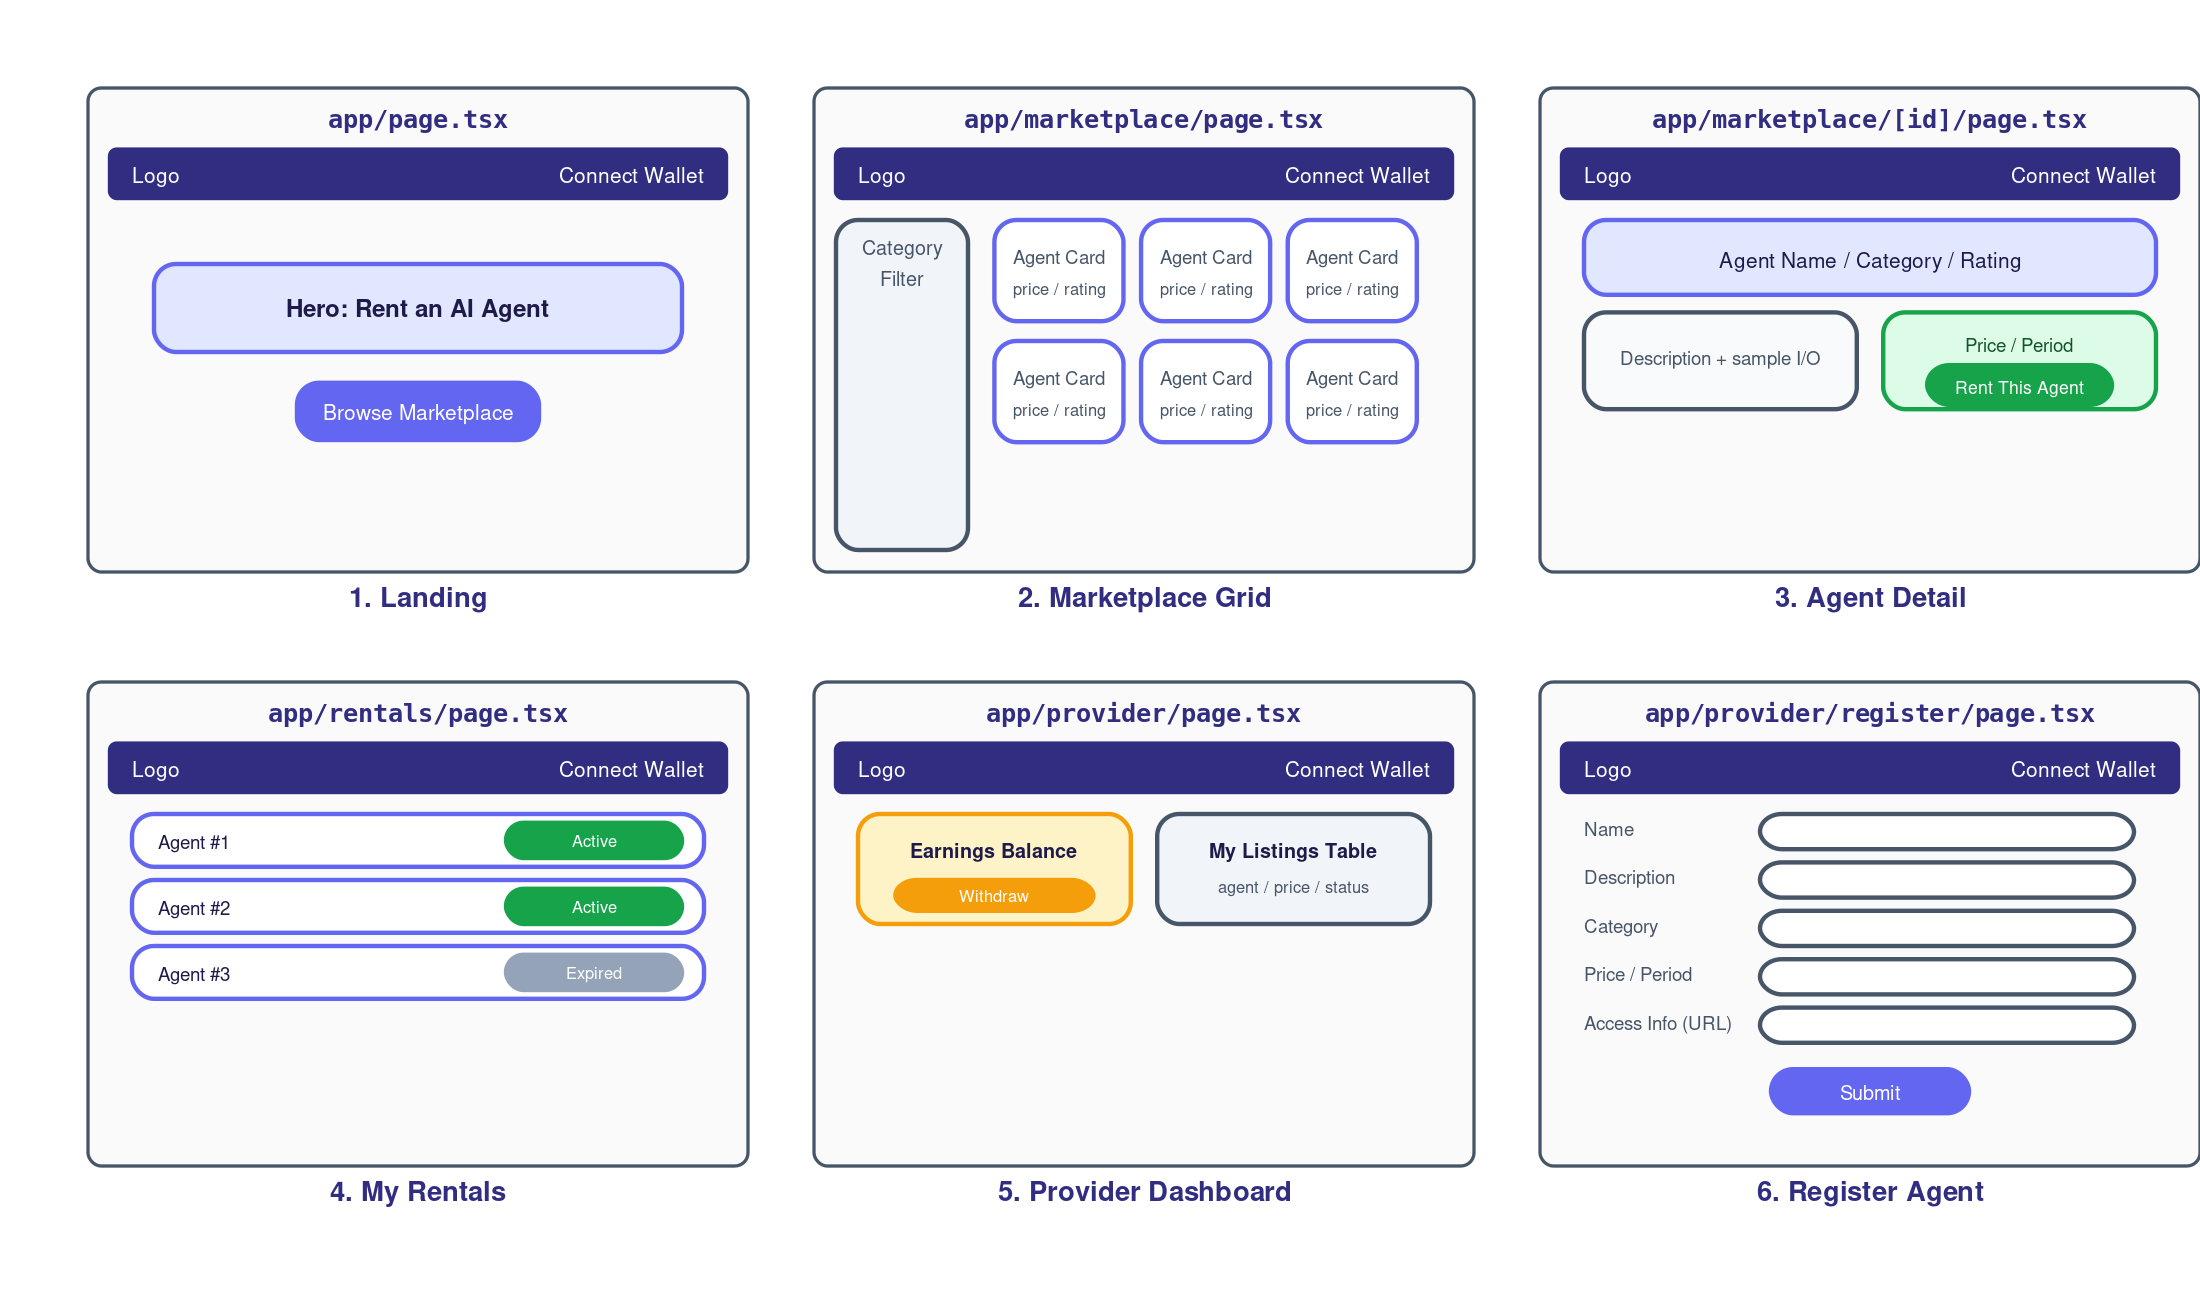 app/page.tsx
Logo
Connect Wallet
Hero: Rent an AI Agent
Browse Marketplace
1. Landing
app/marketplace/page.tsx
Logo
Connect Wallet
Category
Filter
Agent Card
price / rating
Agent Card
price / rating
Agent Card
price / rating
Agent Card
price / rating
Agent Card
price / rating
Agent Card
price / rating
2. Marketplace Grid
app/marketplace/[id]/page.tsx
Logo
Connect Wallet
Agent Name / Category / Rating
Description + sample I/O
Price / Period
Rent This Agent
3. Agent Detail
app/rentals/page.tsx
Logo
Connect Wallet
Agent #1
Active
Agent #2
Active
Agent #3
Expired
4. My Rentals
app/provider/page.tsx
Logo
Connect Wallet
Earnings Balance
Withdraw
My Listings Table
agent / price / status
5. Provider Dashboard
app/provider/register/page.tsx
Logo
Connect Wallet
Name
Description
Category
Price / Period
Access Info (URL)
Submit
6. Register Agent